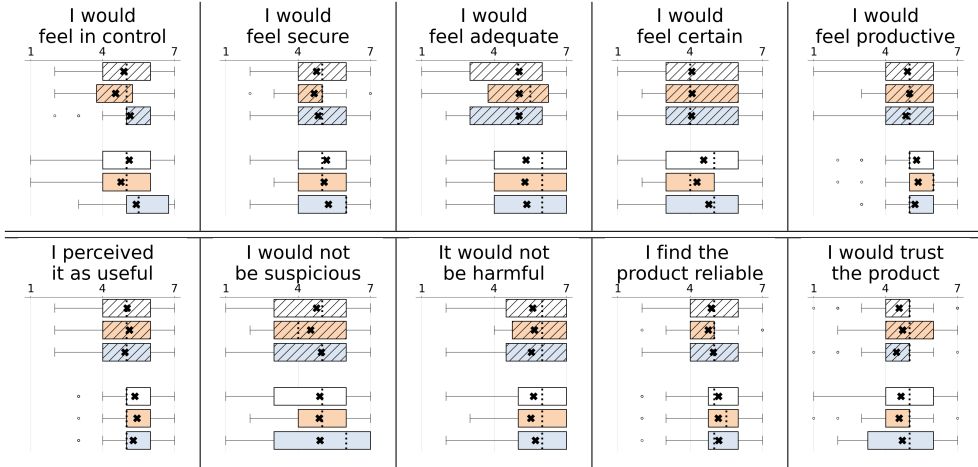 I would
feel in control
1 4 7
I would
feel secure
1 4 7
I would
feel adequate
1 4 7
I would
feel certain
1 4 7
I would
feel productive
1 4 7
I perceived
it as useful
1 4 7
I would not
be suspicious
1 4 7
It would not
be harmful
1 4 7
I find the
product reliable
1 4 7
I would trust
the product
1 4 7